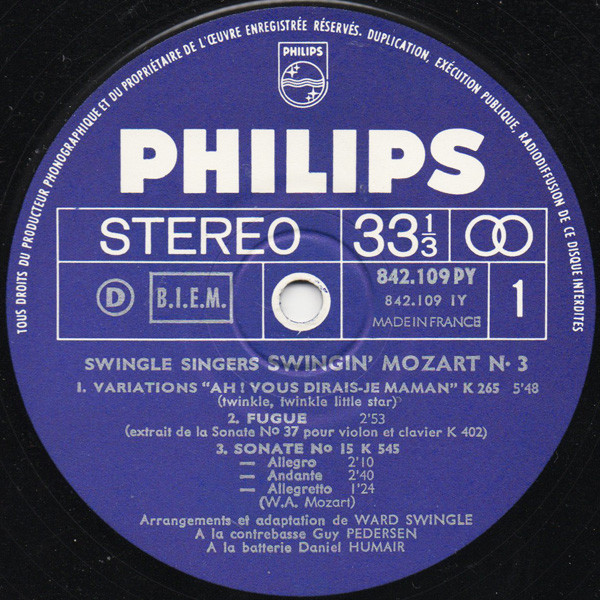 TOUS DROITS DU PRODUCTEUR PHONOGRAPHIQUE ET DU PROPRIÉTAIRE DE L'ŒUVRE ENREGISTRÉE RÉSERVÉS. DUPLICATION, EXÉCUTION PUBLIQUE, RADIODIFFUSION DE CE DISQUE INTERDITES
PHILIPS
PHILIPS
STEREO 33 1/3
D B.I.E.M. 842.109 PY 1
842.109 IY
MADE IN FRANCE
SWINGLE SINGERS SWINGIN' MOZART N· 3
1. VARIATIONS "AH ! VOUS DIRAIS-JE MAMAN" K 265 5'48
(twinkle, twinkle little star)
2. FUGUE 2'53
(extrait de la Sonate No 37 pour violon et clavier K 402)
3. SONATE No 15 K 545
— Allegro 2'10
— Andante 2'40
— Allegretto 1'24
(W.A. Mozart)
Arrangements et adaptation de WARD SWINGLE
A la contrebasse Guy PEDERSEN
A la batterie Daniel HUMAIR